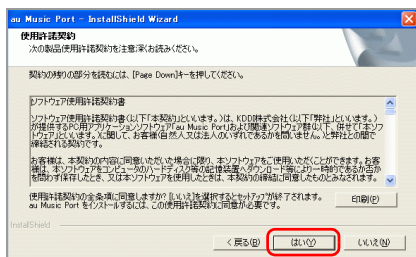 au Music Port - InstallShield Wizard
使用許諾契約
次の製品使用許諾契約を注意深くお読みください。
契約の残りの部分を読むには、[Page Down]キーを押してください。
ソフトウェア使用許諾契約書
ソフトウェア使用許諾契約書(以下「本契約」といいます。)は、KDDI株式会社(以下「弊社」といいます。)
が提供するPC用アプリケーションソフトウェア「au Music Port」および関連ソフトウェア群(以下、併せて「本ソフ
トウェア」といいます。)に関して、お客様(自然人又は法人のいずれであるかを問いません。)と弊社との間で
締結される契約です。
お客様は、本契約の内容に同意いただいた場合に限り、本ソフトウェアをご使用いただくことができます。お客
様は、本ソフトウェアをコンピュータのハードディスク等の記憶装置へダウンロード等により一時的であるか否か
を問わず保存したとき、又は本ソフトウェアを使用したときは、本契約の締結に同意したものとみなされます。
使用許諾契約の全条項に同意しますか? [いいえ]を選択するとセットアップが終了されます。
au Music Port をインストールするには、この使用許諾契約に同意が必要です。
印刷(P)
InstallShield
< 戻る(B)
はい(Y)
いいえ(N)